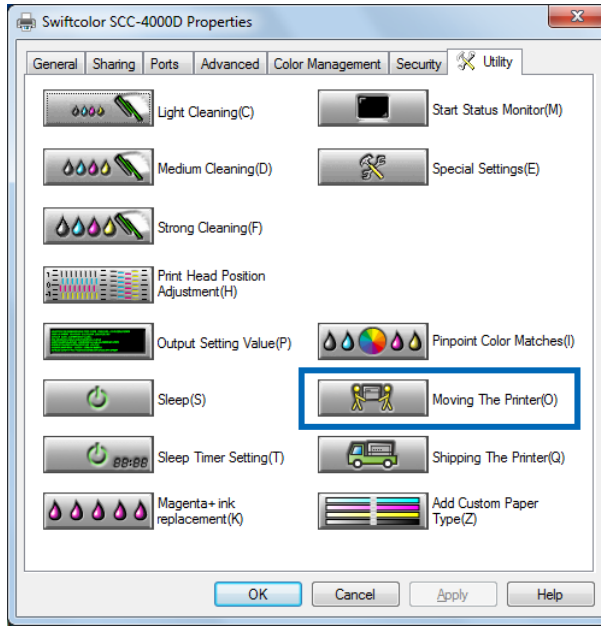 Swiftcolor SCC-4000D Properties
General Sharing Ports Advanced Color Management Security Utility
Light Cleaning(C)
Start Status Monitor(M)
Medium Cleaning(D)
Special Settings(E)
Strong Cleaning(F)
Print Head Position
Adjustment(H)
Output Setting Value(P)
Pinpoint Color Matches(I)
Sleep(S)
Moving The Printer(O)
88:88
Sleep Timer Setting(T)
Shipping The Printer(Q)
Magenta+ ink
replacement(K)
Add Custom Paper
Type(Z)
OK Cancel Apply Help